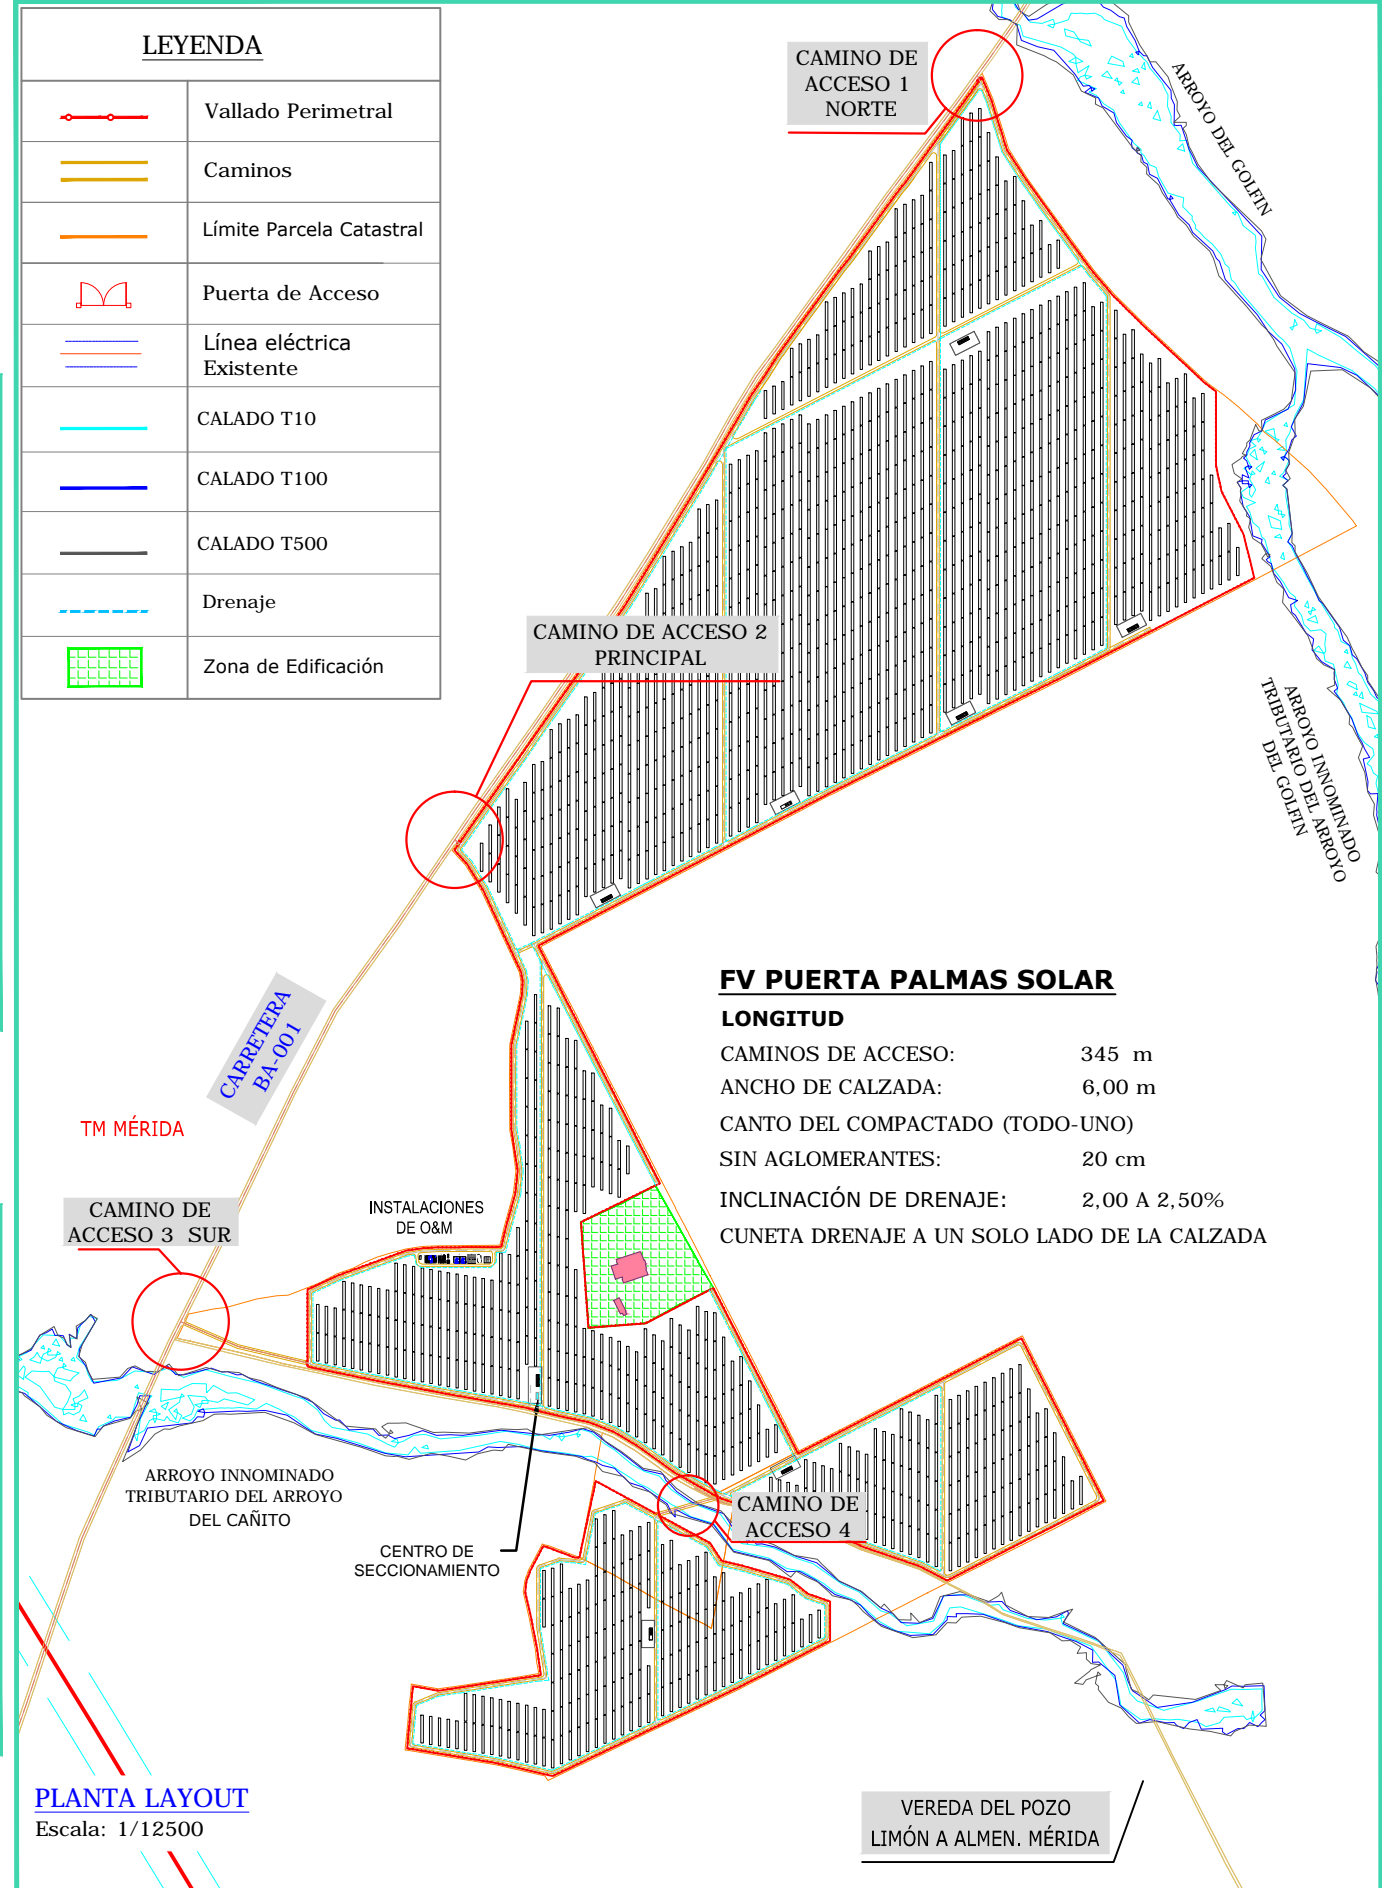 LEYENDA
Vallado Perimetral
Caminos
Límite Parcela Catastral
Puerta de Acceso
Línea eléctrica
Existente
CALADO T10
CALADO T100
CALADO T500
Drenaje
Zona de Edificación
CAMINO DE
ACCESO 1
NORTE
ARROYO DEL GOLFIN
CAMINO DE ACCESO 2
PRINCIPAL
ARROYO INNOMINADO
TRIBUTARIO DEL ARROYO
DEL GOLFIN
CARRETERA
BA-001
FV PUERTA PALMAS SOLAR
LONGITUD
CAMINOS DE ACCESO: 345 m
ANCHO DE CALZADA: 6,00 m
CANTO DEL COMPACTADO (TODO-UNO)
SIN AGLOMERANTES: 20 cm
INCLINACIÓN DE DRENAJE: 2,00 A 2,50%
CUNETA DRENAJE A UN SOLO LADO DE LA CALZADA
TM MÉRIDA
CAMINO DE
ACCESO 3 SUR
INSTALACIONES
DE O&M
ARROYO INNOMINADO
TRIBUTARIO DEL ARROYO
DEL CAÑITO
CENTRO DE
SECCIONAMIENTO
CAMINO DE
ACCESO 4
PLANTA LAYOUT
Escala: 1/12500
VEREDA DEL POZO
LIMÓN A ALMEN. MÉRIDA